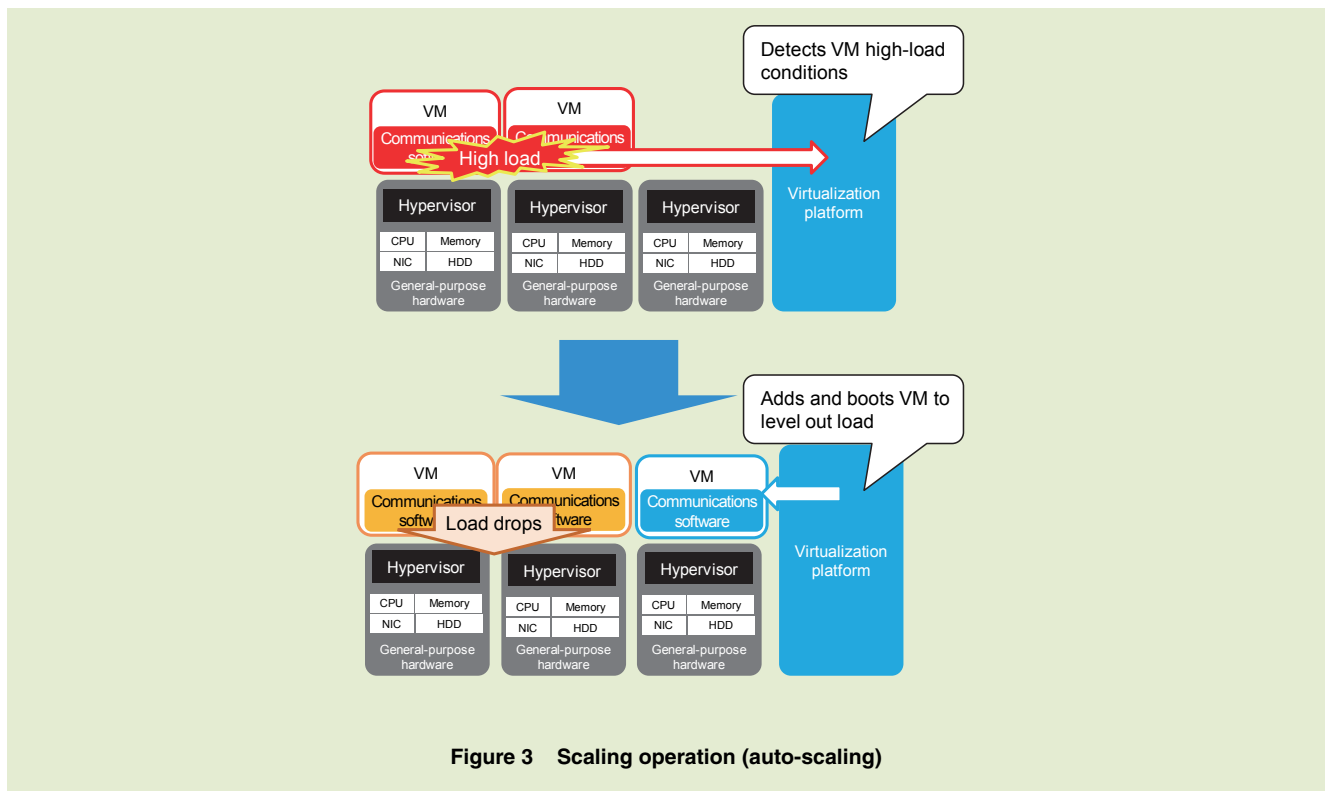 Detects VM high-load
conditions
VM
Communications
High load
VM
Communications
Hypervisor
CPU Memory
NIC HDD
General-purpose
hardware
Hypervisor
CPU Memory
NIC HDD
General-purpose
hardware
Hypervisor
CPU Memory
NIC HDD
General-purpose
hardware
Virtualization
platform
Adds and boots VM to
level out load
VM
Communications
VM
Communications
Load drops
VM
Communications
software
Hypervisor
CPU Memory
NIC HDD
General-purpose
hardware
Hypervisor
CPU Memory
NIC HDD
General-purpose
hardware
Hypervisor
CPU Memory
NIC HDD
General-purpose
hardware
Virtualization
platform
Figure 3 Scaling operation (auto-scaling)